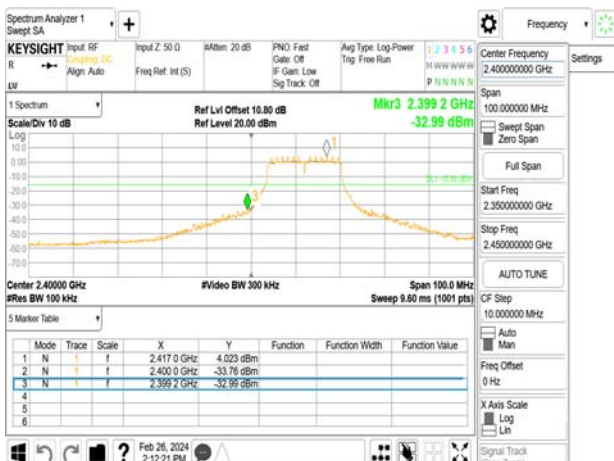 Spectrum Analyzer 1
Swept SA
Frequency
KEYSIGHT
Input: RF
Coupling: DC
Align: Auto
Input Z: 50 Ω
Freq Ref: Int (S)
#Atten: 20 dB
PNO: Fast
Gate: Off
IF Gain: Low
Sig Track: Off
Avg Type: Log-Power
Trig: Free Run
1 2 3 4 5 6
M W W W W W
P N N N N N
R
1 Spectrum
Scale/Div 10 dB
Ref Lvl Offset 10.80 dB
Ref Level 20.00 dBm
Mkr3 2.399 2 GHz
-32.99 dBm
Log
10.0
0.00
-10.0
-20.0
-30.0
-40.0
-50.0
-60.0
-70.0
1
3
Center 2.40000 GHz
#Res BW 100 kHz
#Video BW 300 kHz
Span 100.0 MHz
Sweep 9.60 ms (1001 pts)
5 Marker Table
Mode Trace Scale X Y Function Function Width Function Value
1 N 1 f 2.417 0 GHz 4.023 dBm
2 N 1 f 2.400 0 GHz -33.76 dBm
3 N 1 f 2.399 2 GHz -32.99 dBm
4
5
6
Feb 26, 2024
2:12:21 PM
Center Frequency
2.400000000 GHz
Settings
Span
100.000000 MHz
Swept Span
Zero Span
Full Span
Start Freq
2.350000000 GHz
Stop Freq
2.450000000 GHz
AUTO TUNE
CF Step
10.000000 MHz
Auto
Man
Freq Offset
0 Hz
X Axis Scale
Log
Lin
Signal Track